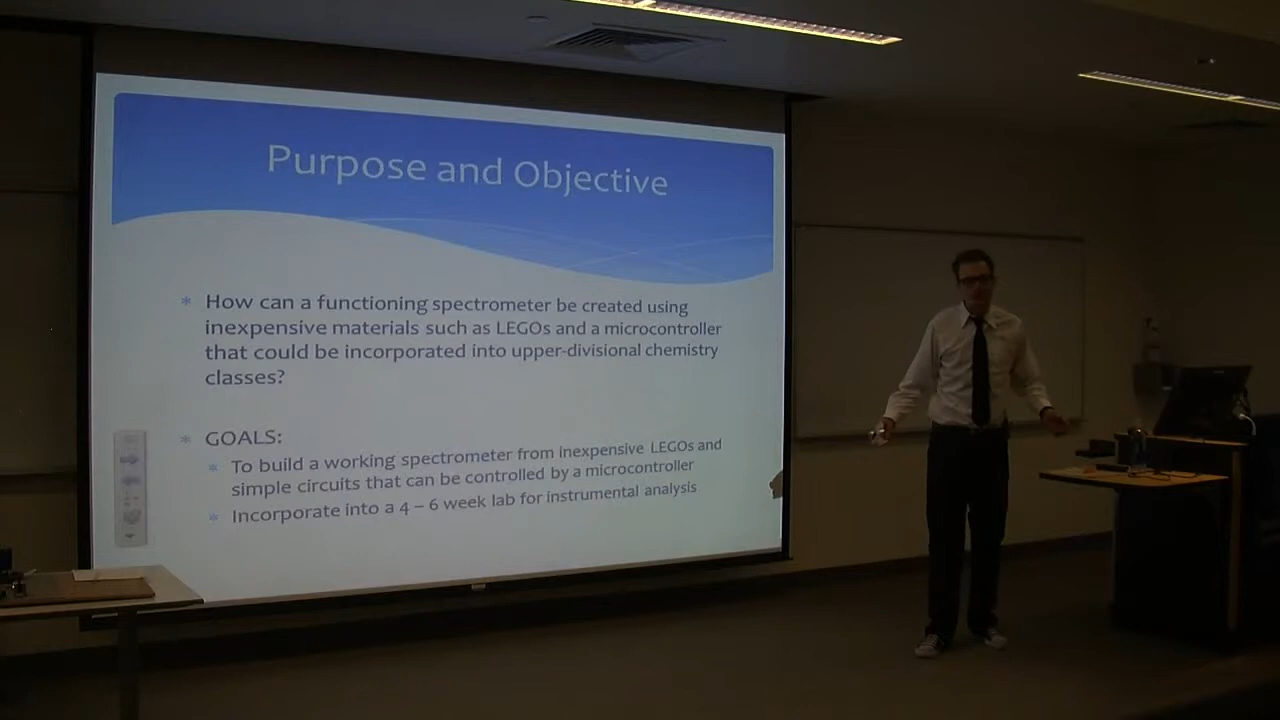 Purpose and Objective
* How can a functioning spectrometer be created using
inexpensive materials such as LEGOs and a microcontroller
that could be incorporated into upper-divisional chemistry
classes?
* GOALS:
* To build a working spectrometer from inexpensive LEGOs and
simple circuits that can be controlled by a microcontroller
* Incorporate into a 4 – 6 week lab for instrumental analysis